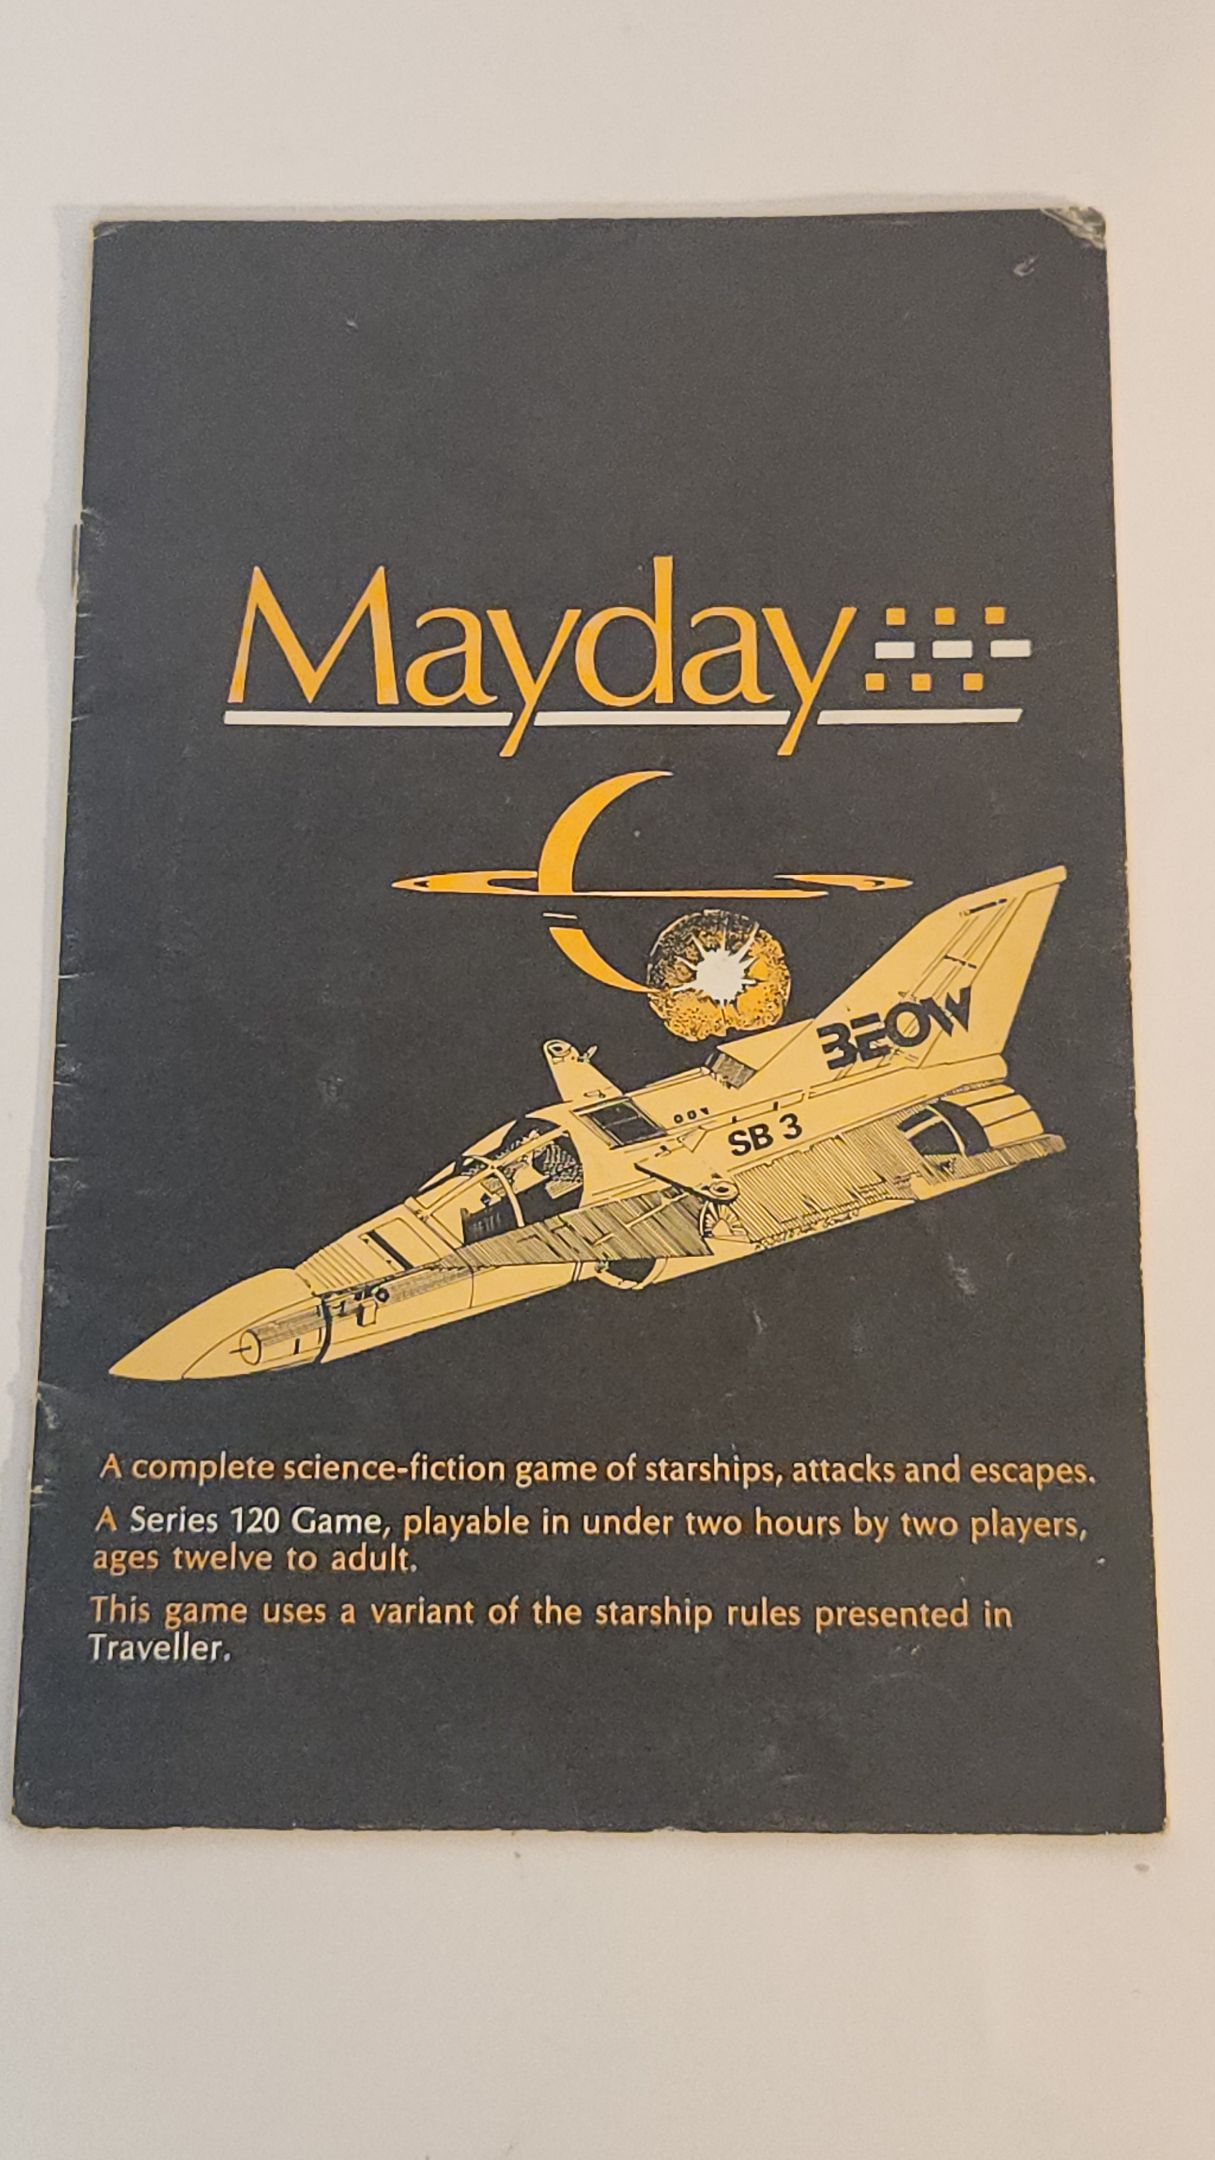 Mayday
BEOW
SB 3
A complete science-fiction game of starships, attacks and escapes.
A Series 120 Game, playable in under two hours by two players,
ages twelve to adult.
This game uses a variant of the starship rules presented in
Traveller.